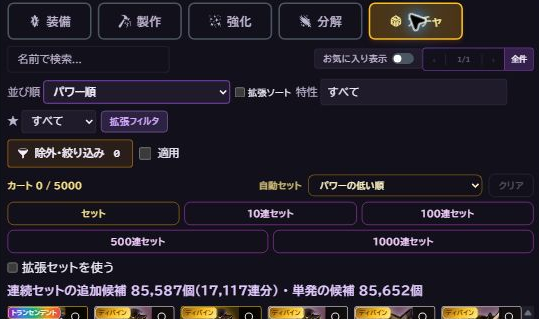 装備 製作 強化 分解
名前で検索... お気に入り表示 1/1 全件
並び順 パワー順 拡張ソート 特性 すべて
★ すべて 拡張フィルタ
除外・絞り込み 0 適用
カート 0 / 5000 自動セット パワーの低い順 クリア
セット 10連セット 100連セット
500連セット 1000連セット
拡張セットを使う
連続セットの追加候補 85,587個(17,117連分)・単発の候補 85,652個
トランセンデント ディバイン ディバイン ディバイン ディバイン ディバイン